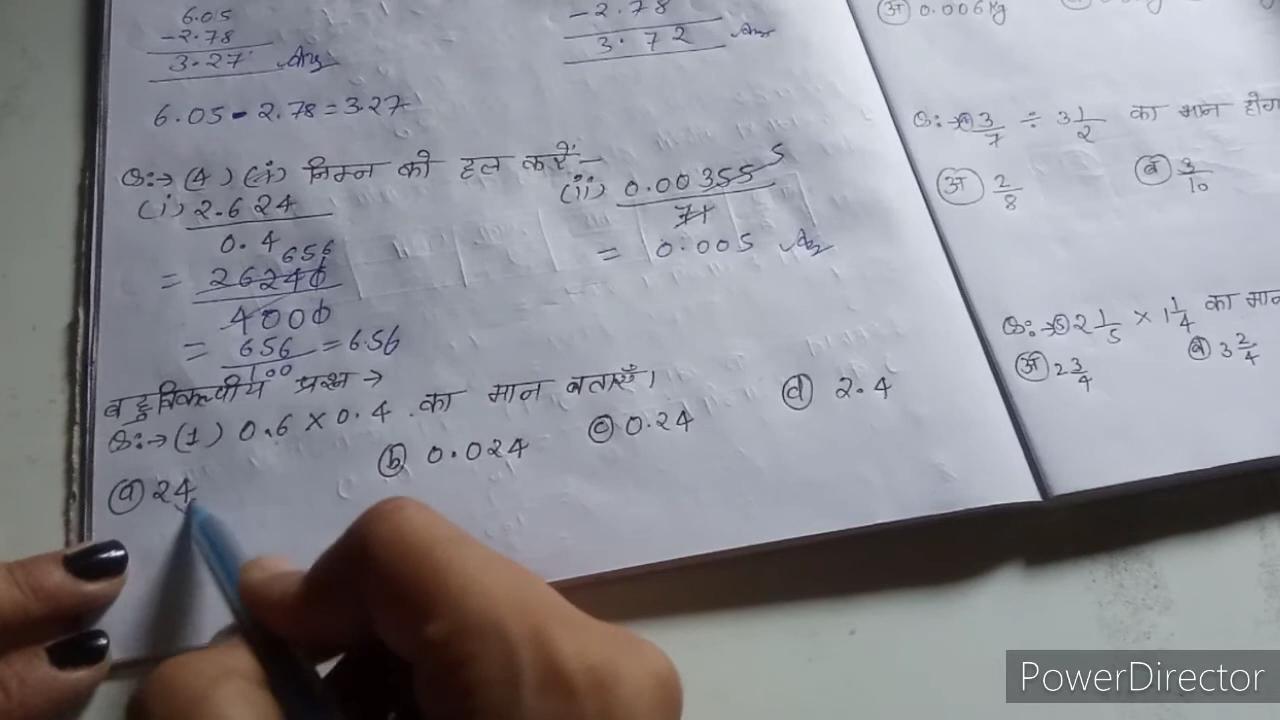 6.05
-2.78
3.27 Ans
6.05-2.78=3.27
-2.78
3.72 Ans
Q:→(4) (i) निम्न को हल करें:-
(i) 2.624
0.4
= 26240 656
4000
= 656 = 6.56
100
(ii) 0.00355 5
71
= 0.005 Ans
बहुविकल्पीय प्रश्न →
Q:→(1) 0.6 × 0.4 .का मान बताएँ।
(a) 24 (b) 0.024 (c) 0.24 (d) 2.4
(अ) 0.006 Kg
3/7 ÷ 3 1/2 का मान होगा
(अ) 2/8 (ब) 3/10
2 1/5 × 1 1/4 का मान
(अ) 2 3/4 (ब) 3 2/4
PowerDirector